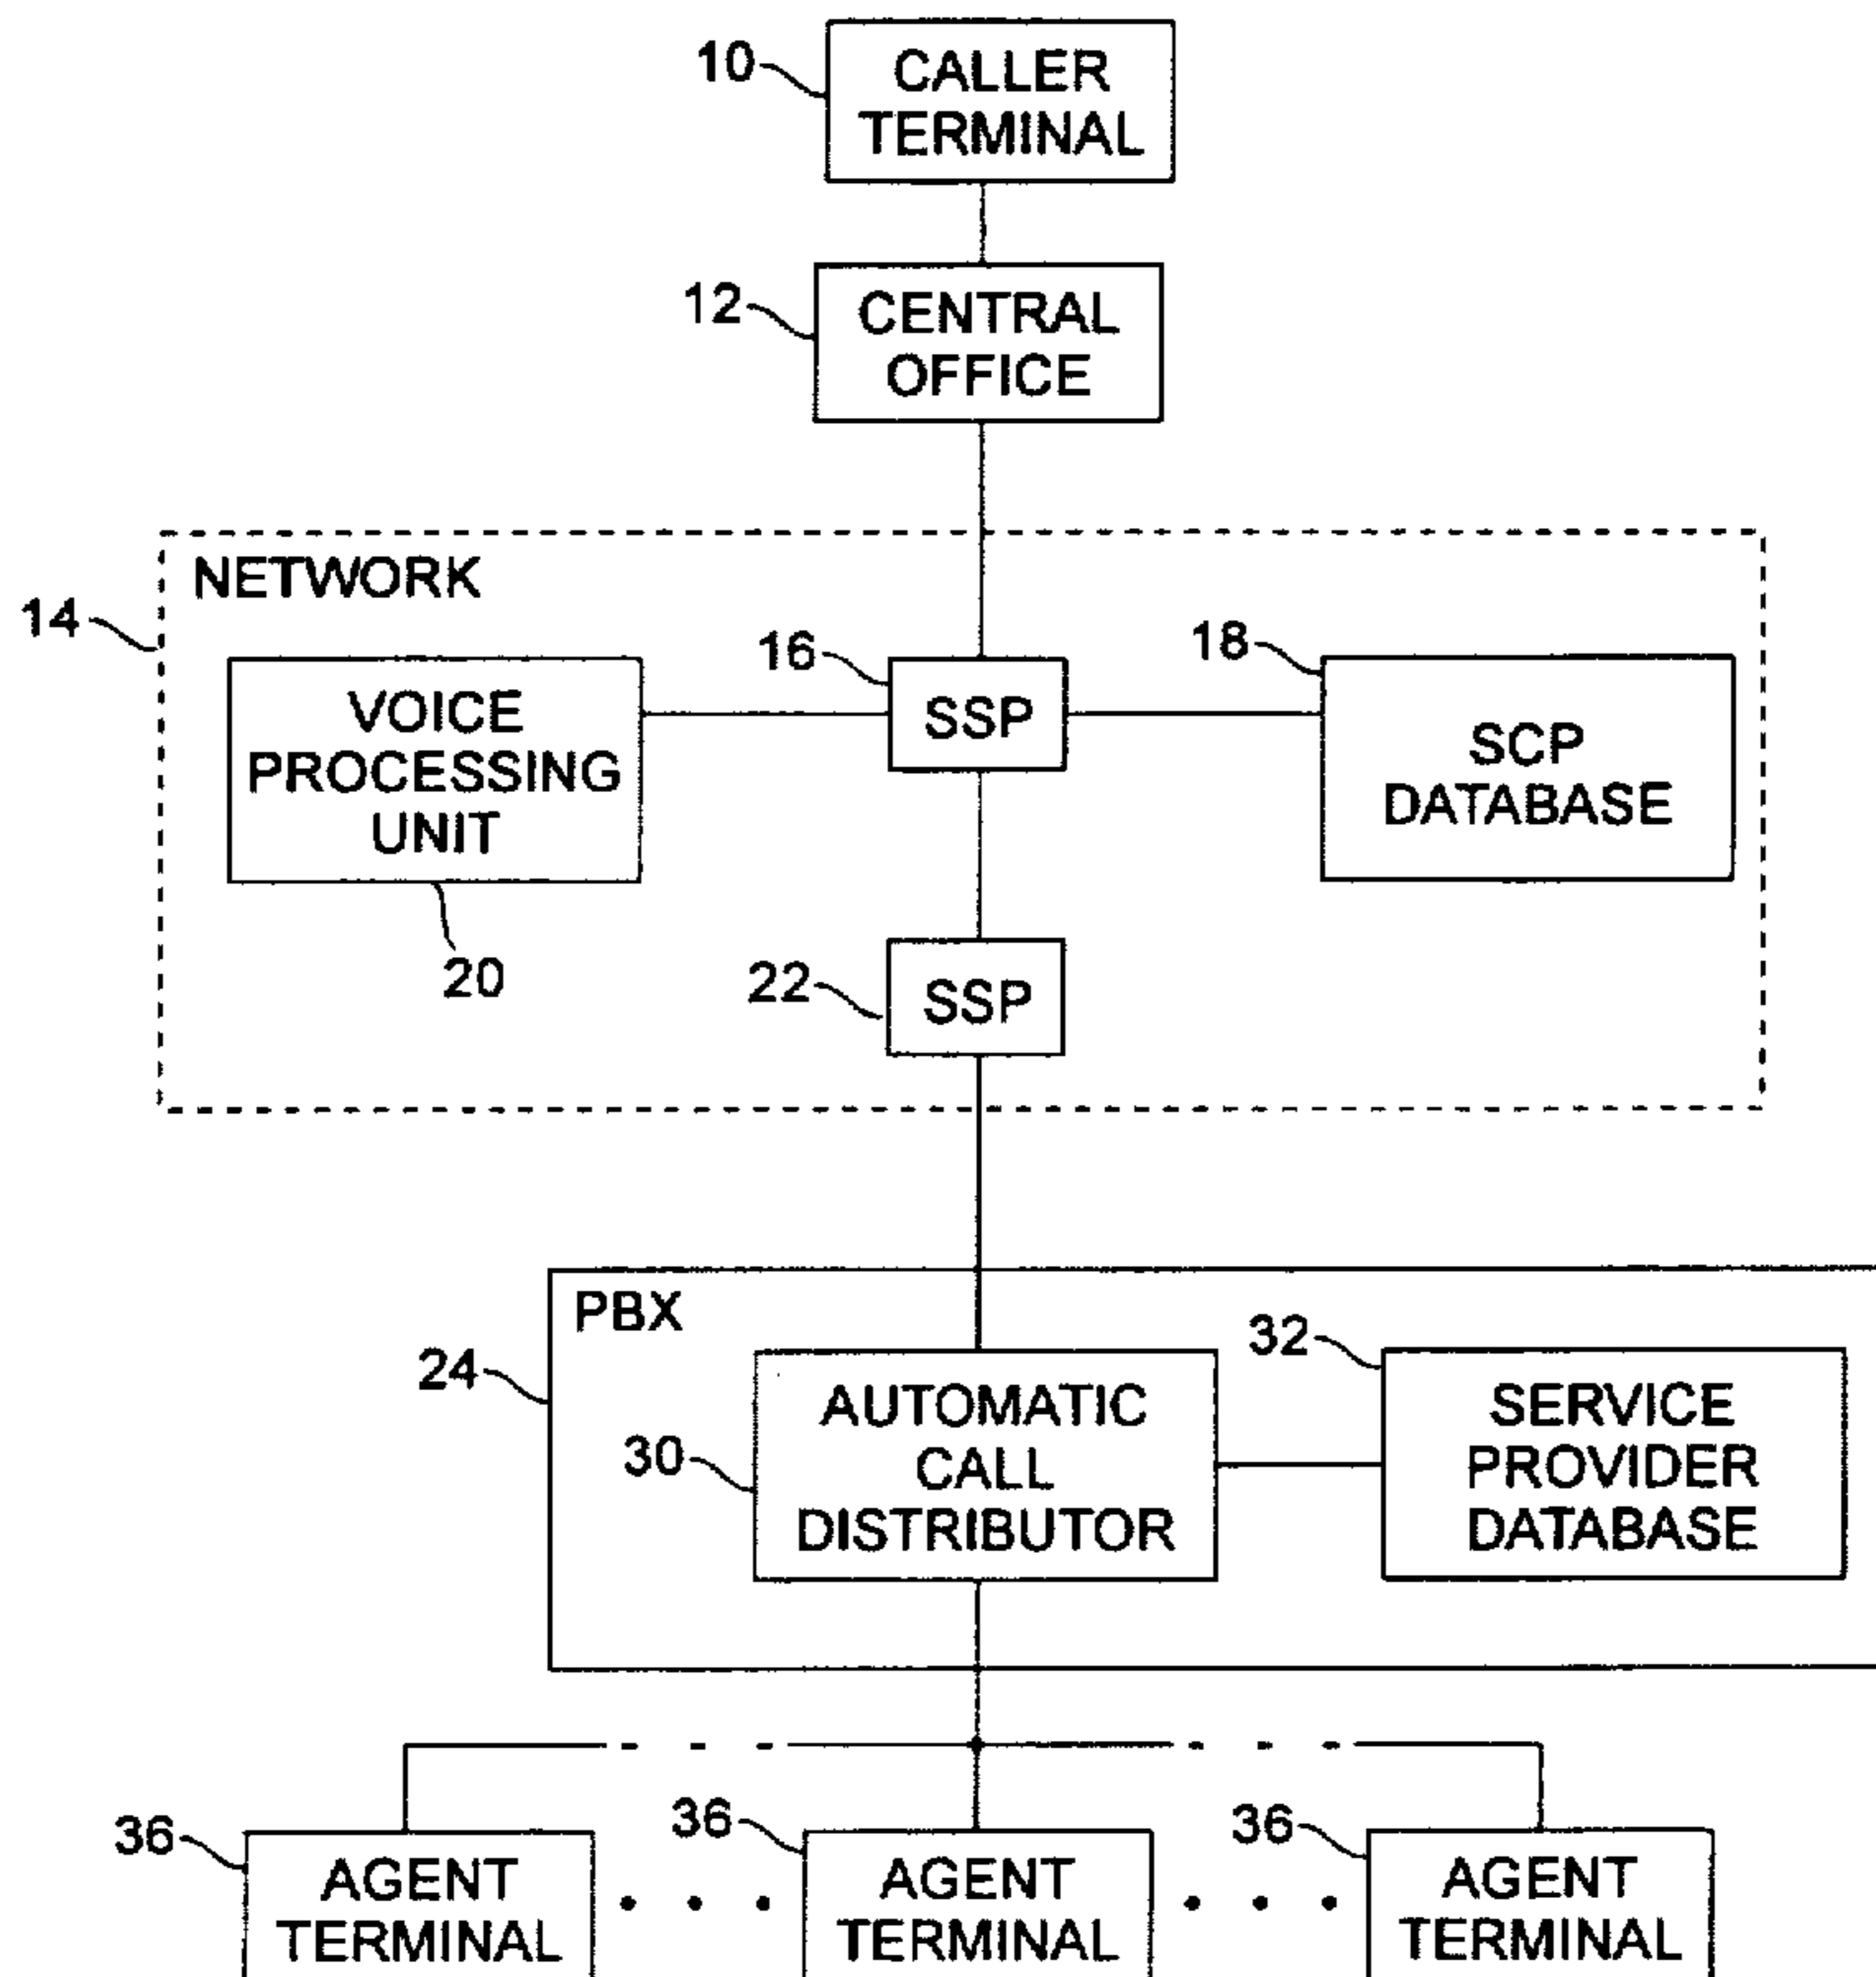 10
CALLER
TERMINAL
12
CENTRAL
OFFICE
NETWORK
14
16
18
VOICE
PROCESSING
UNIT
SSP
SCP
DATABASE
20
22
SSP
PBX
24
32
30
AUTOMATIC
CALL
DISTRIBUTOR
SERVICE
PROVIDER
DATABASE
36
AGENT
TERMINAL
36
AGENT
TERMINAL
36
AGENT
TERMINAL